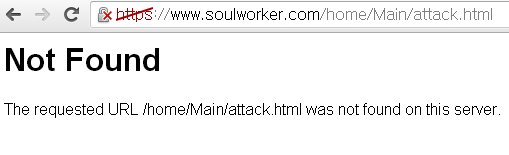 https://www.soulworker.com/home/Main/attack.html
Not Found
The requested URL /home/Main/attack.html was not found on this server.